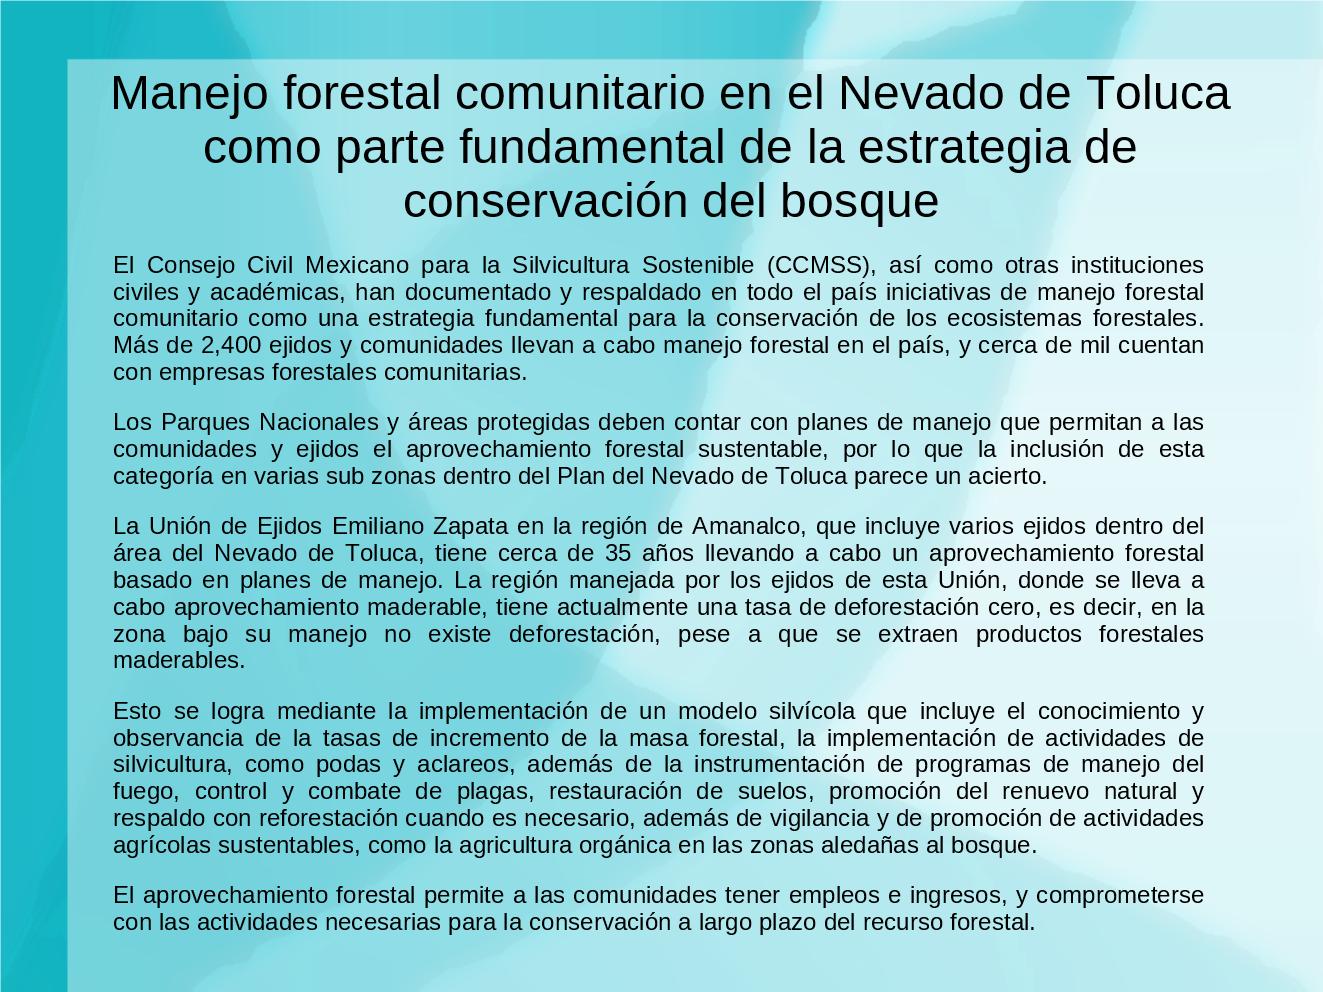 Manejo forestal comunitario en el Nevado de Toluca
como parte fundamental de la estrategia de
conservación del bosque
El Consejo Civil Mexicano para la Silvicultura Sostenible (CCMSS), así como otras instituciones
civiles y académicas, han documentado y respaldado en todo el país iniciativas de manejo forestal
comunitario como una estrategia fundamental para la conservación de los ecosistemas forestales.
Más de 2,400 ejidos y comunidades llevan a cabo manejo forestal en el país, y cerca de mil cuentan
con empresas forestales comunitarias.
Los Parques Nacionales y áreas protegidas deben contar con planes de manejo que permitan a las
comunidades y ejidos el aprovechamiento forestal sustentable, por lo que la inclusión de esta
categoría en varias sub zonas dentro del Plan del Nevado de Toluca parece un acierto.
La Unión de Ejidos Emiliano Zapata en la región de Amanalco, que incluye varios ejidos dentro del
área del Nevado de Toluca, tiene cerca de 35 años llevando a cabo un aprovechamiento forestal
basado en planes de manejo. La región manejada por los ejidos de esta Unión, donde se lleva a
cabo aprovechamiento maderable, tiene actualmente una tasa de deforestación cero, es decir, en la
zona bajo su manejo no existe deforestación, pese a que se extraen productos forestales
maderables.
Esto se logra mediante la implementación de un modelo silvícola que incluye el conocimiento y
observancia de la tasas de incremento de la masa forestal, la implementación de actividades de
silvicultura, como podas y aclareos, además de la instrumentación de programas de manejo del
fuego, control y combate de plagas, restauración de suelos, promoción del renuevo natural y
respaldo con reforestación cuando es necesario, además de vigilancia y de promoción de actividades
agrícolas sustentables, como la agricultura orgánica en las zonas aledañas al bosque.
El aprovechamiento forestal permite a las comunidades tener empleos e ingresos, y comprometerse
con las actividades necesarias para la conservación a largo plazo del recurso forestal.